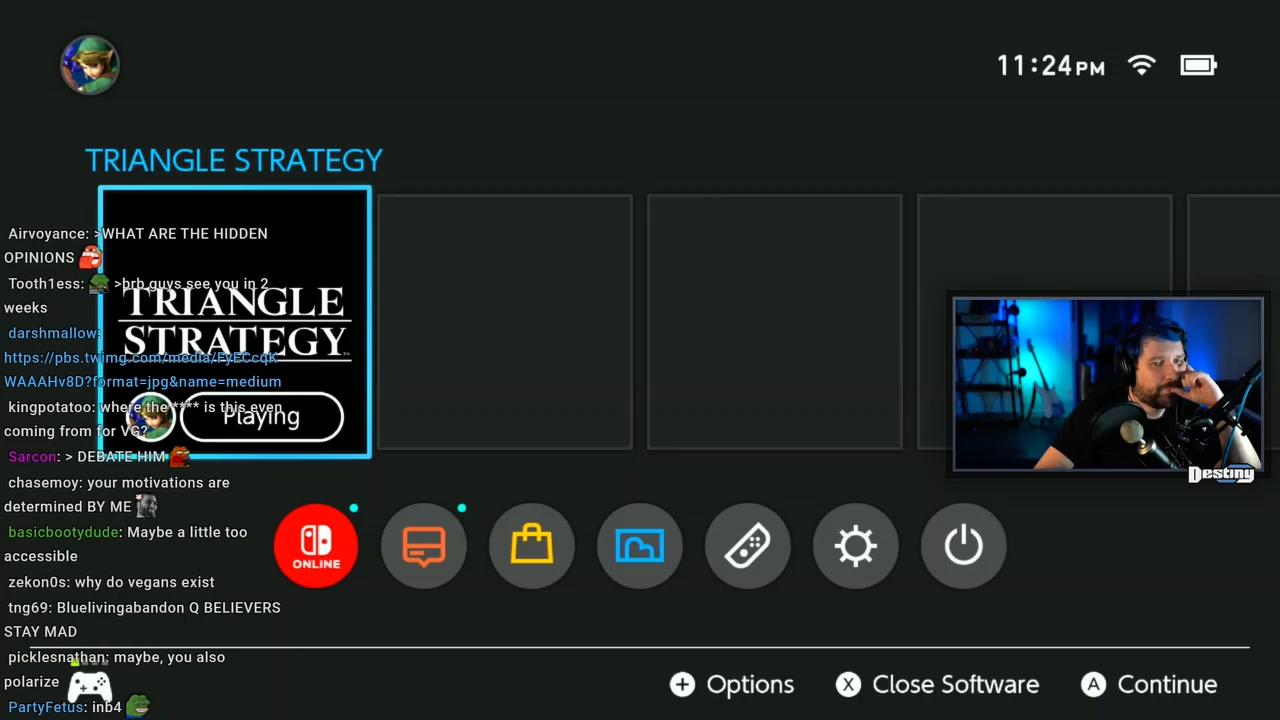 11:24 PM
TRIANGLE STRATEGY
Airvoyance: >WHAT ARE THE HIDDEN
OPINIONS
Tooth1ess: >brb guys see you in 2
weeks
TRIANGLE
STRATEGY
darshmallow:
https://pbs.twimg.com/media/FyECcqK
WAAAHv8D?format=jpg&name=medium
kingpotatoo: where the **** is this even
coming from for VG?
Playing
Sarcon: > DEBATE HIM
chasemoy: your motivations are
determined BY ME
basicbootydude: Maybe a little too
accessible
zekon0s: why do vegans exist
tng69: Bluelivingabandon Q BELIEVERS
STAY MAD
picklesnathan: maybe, you also
polarize
PartyFetus: inb4
Destiny
ONLINE
+ Options
X Close Software
A Continue